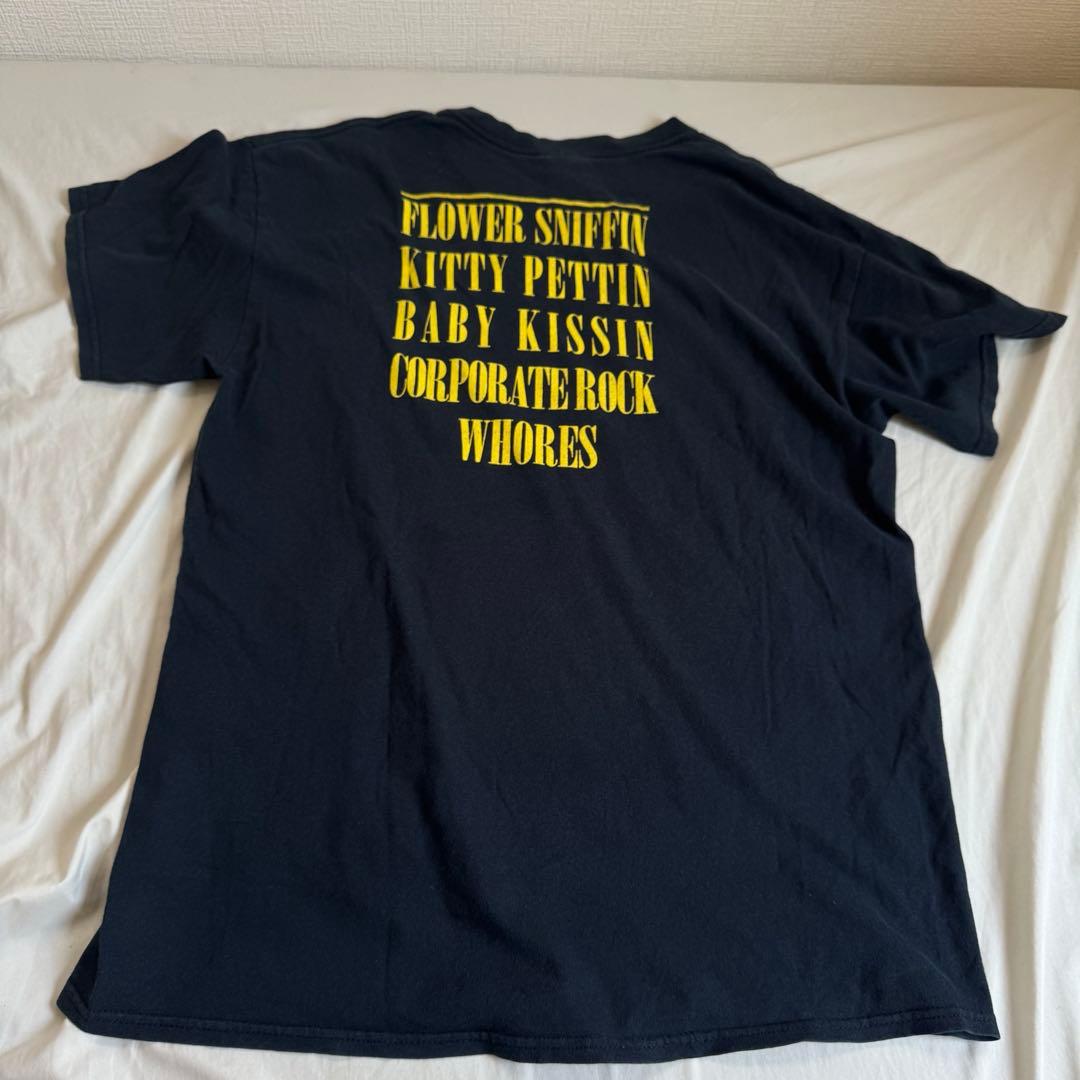 FLOWER SNIFFIN
KITTY PETTIN
BABY KISSIN
CORPORATE ROCK
WHORES